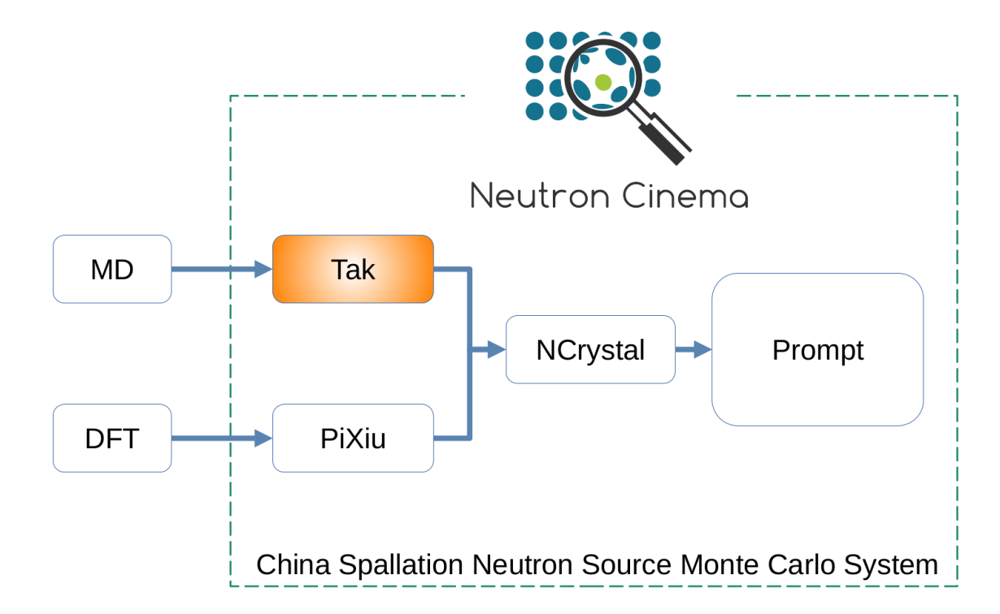 Neutron Cinema
MD
Tak
NCrystal
Prompt
DFT
PiXiu
China Spallation Neutron Source Monte Carlo System